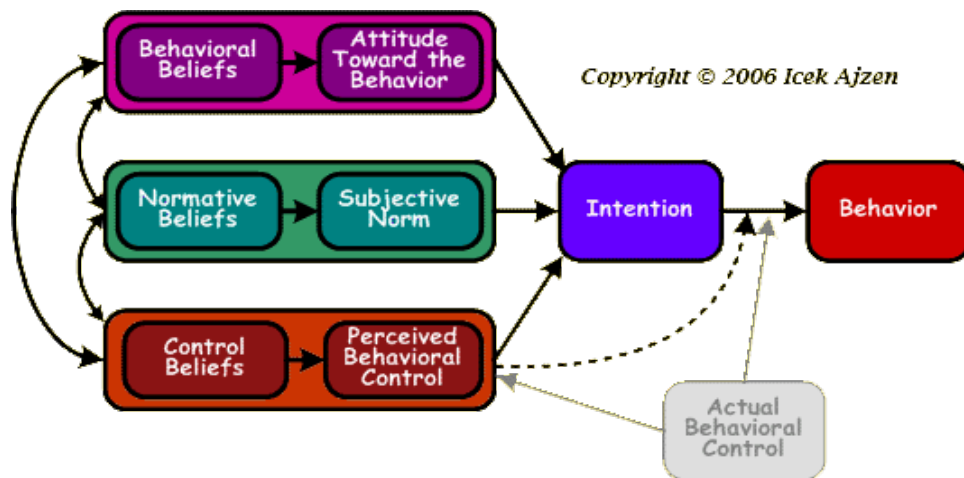 Behavioral
Beliefs
Attitude
Toward the
Behavior
Copyright © 2006 Icek Ajzen
Normative
Beliefs
Subjective
Norm
Intention
Behavior
Control
Beliefs
Perceived
Behavioral
Control
Actual
Behavioral
Control